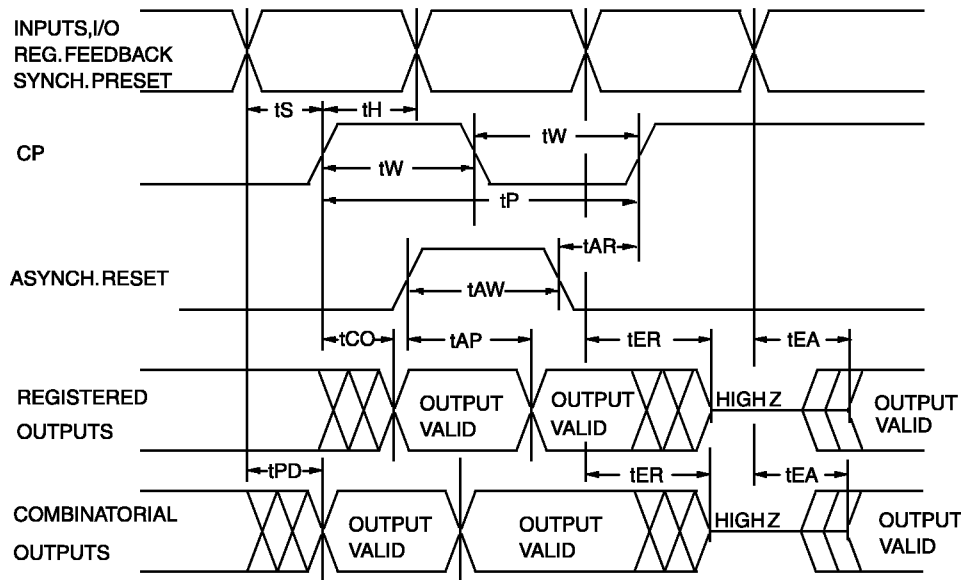 INPUTS,I/O
REG.FEEDBACK
SYNCH.PRESET
tS
tH
tW
CP
tW
tP
tAR
ASYNCH.RESET
tAW
tCO
tAP
tER
tEA
REGISTERED
OUTPUTS
OUTPUT
VALID
OUTPUT
VALID
HIGH Z
OUTPUT
VALID
tPD
tER
tEA
COMBINATORIAL
OUTPUTS
OUTPUT
VALID
OUTPUT
VALID
HIGH Z
OUTPUT
VALID